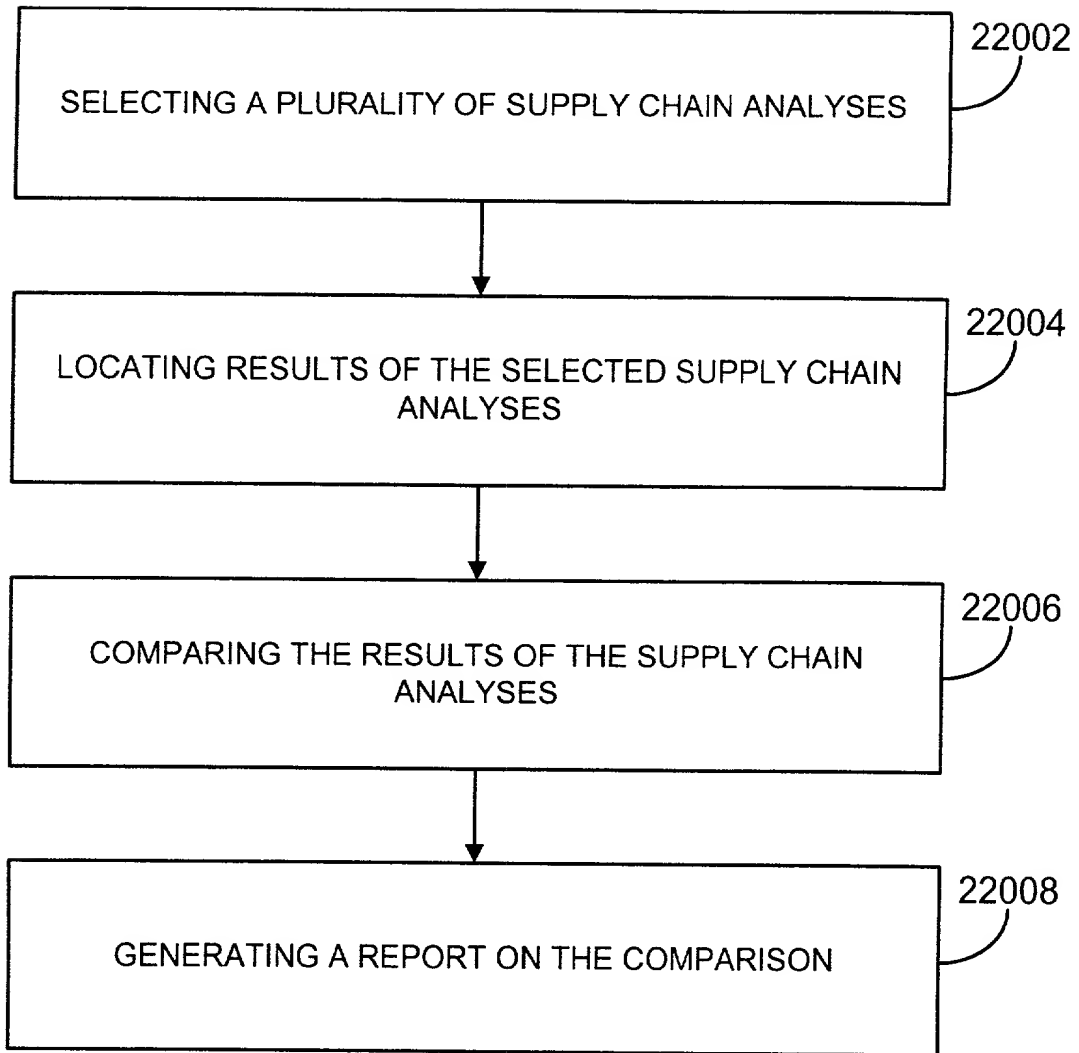 22002
SELECTING A PLURALITY OF SUPPLY CHAIN ANALYSES
22004
LOCATING RESULTS OF THE SELECTED SUPPLY CHAIN
ANALYSES
22006
COMPARING THE RESULTS OF THE SUPPLY CHAIN
ANALYSES
22008
GENERATING A REPORT ON THE COMPARISON